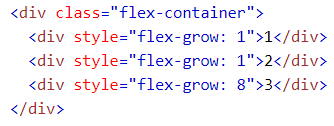 <div class="flex-container">
  <div style="flex-grow: 1">1</div>
  <div style="flex-grow: 1">2</div>
  <div style="flex-grow: 8">3</div>
</div>